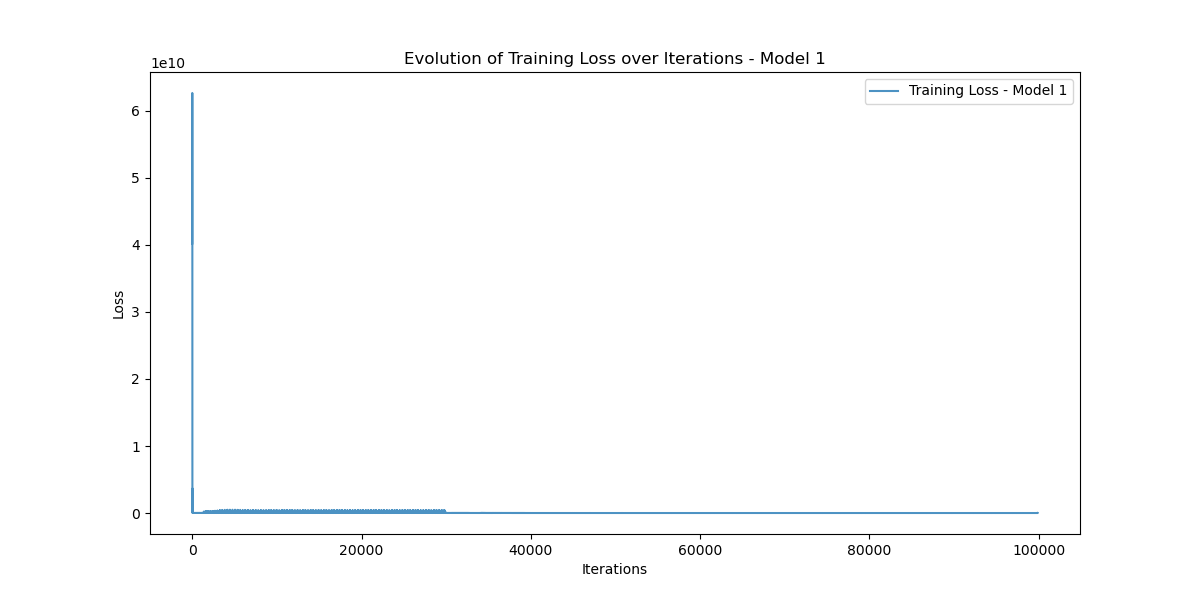 Evolution of Training Loss over Iterations - Model 1
1e10
Training Loss - Model 1
6
5
4
3
2
1
0
Loss
0 20000 40000 60000 80000 100000
Iterations